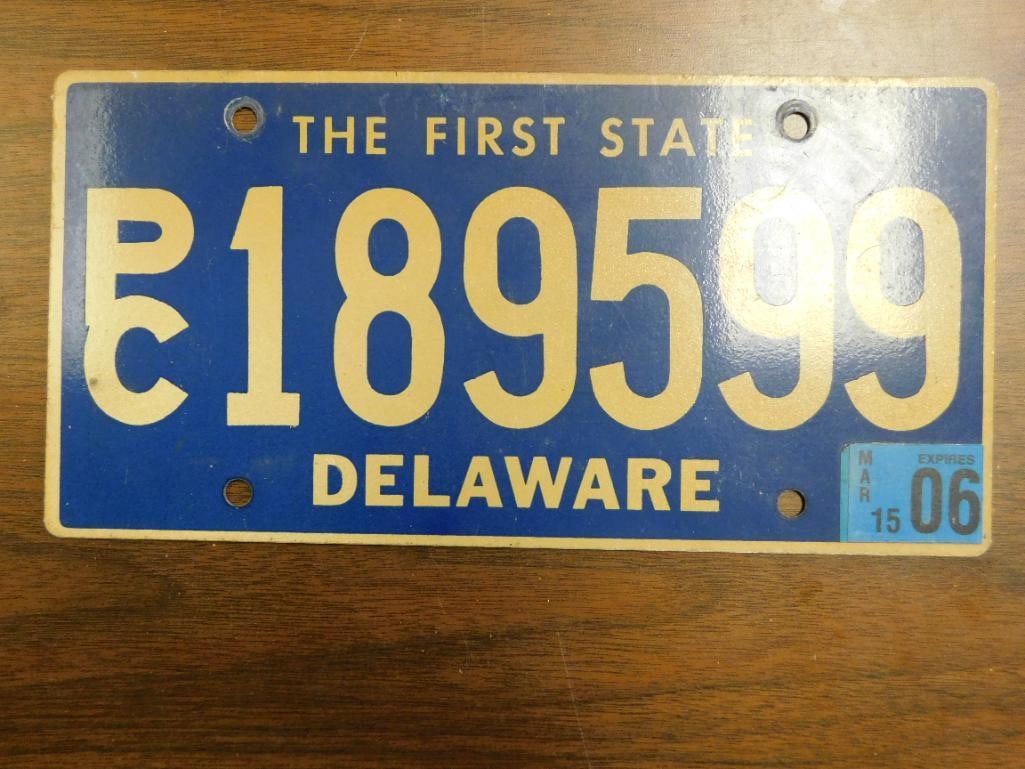 THE FIRST STATE
PC 189599
DELAWARE
MAR EXPIRES
15 06